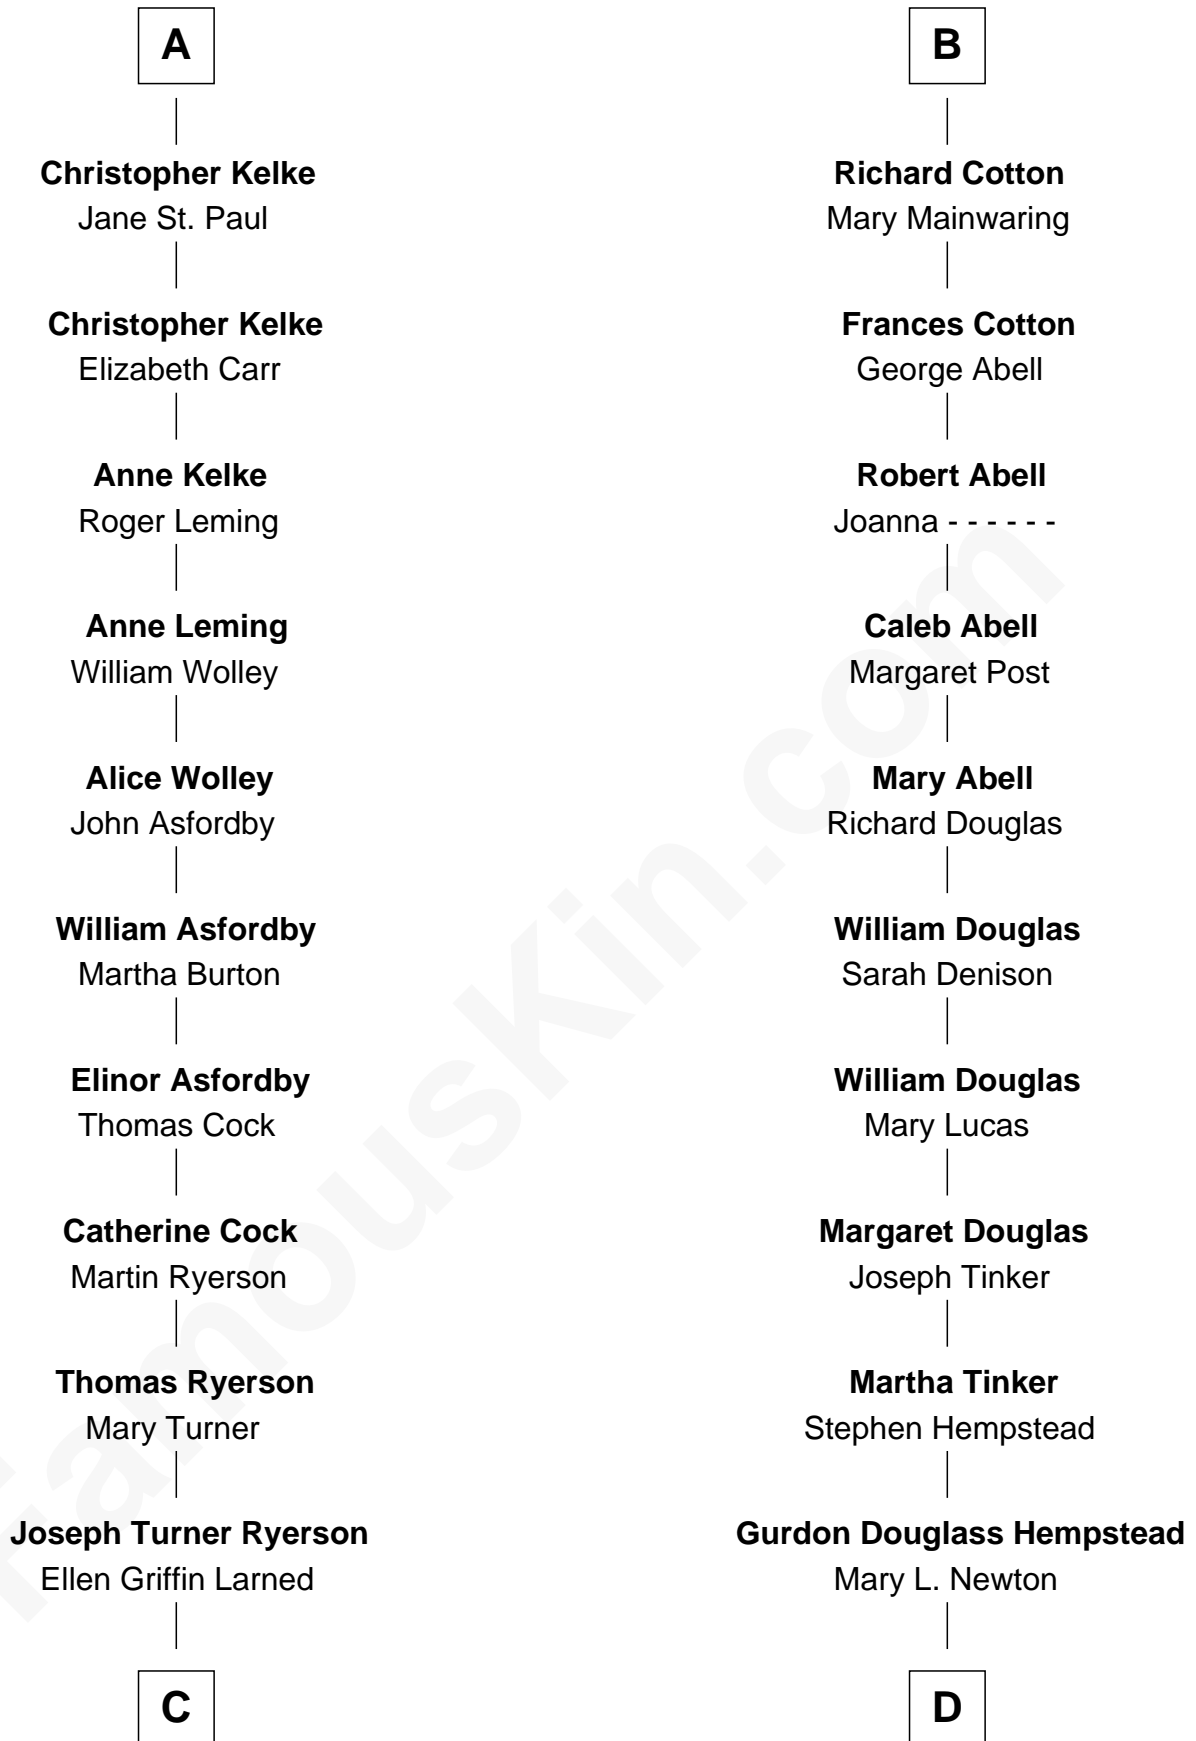 A
Christopher Kelke
Jane St. Paul
Christopher Kelke
Elizabeth Carr
Anne Kelke
Roger Leming
Anne Leming
William Wolley
Alice Wolley
John Asfordby
William Asfordby
Martha Burton
Elinor Asfordby
Thomas Cock
Catherine Cock
Martin Ryerson
Thomas Ryerson
Mary Turner
Joseph Turner Ryerson
Ellen Griffin Larned
C
B
Richard Cotton
Mary Mainwaring
Frances Cotton
George Abell
Robert Abell
Joanna - - - - - -
Caleb Abell
Margaret Post
Mary Abell
Richard Douglas
William Douglas
Sarah Denison
William Douglas
Mary Lucas
Margaret Douglas
Joseph Tinker
Martha Tinker
Stephen Hempstead
Gurdon Douglass Hempstead
Mary L. Newton
D
FamousKin.com